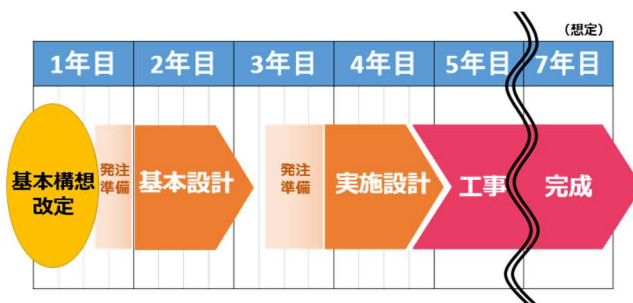 （想定）
1年目
2年目
3年目
4年目
5年目
7年目
基本構想
改定
発注
準備
基本設計
発注
準備
実施設計
工事
完成